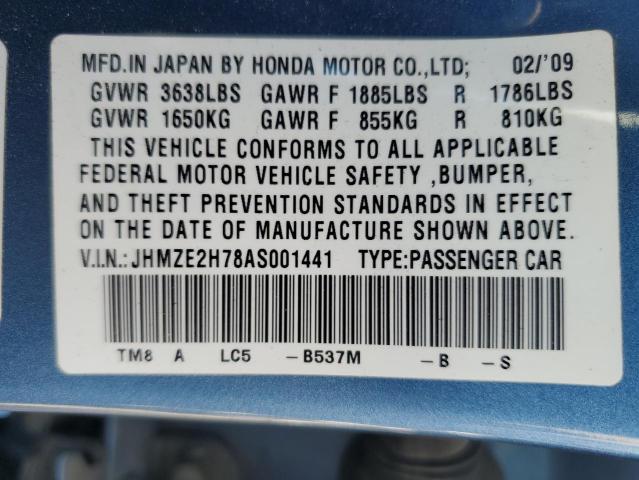 MFD.IN JAPAN BY HONDA MOTOR CO.,LTD; 02/'09
GVWR 3638LBS GAWR F 1885LBS R 1786LBS
GVWR 1650KG GAWR F 855KG R 810KG
THIS VEHICLE CONFORMS TO ALL APPLICABLE
FEDERAL MOTOR VEHICLE SAFETY ,BUMPER,
AND THEFT PREVENTION STANDARDS IN EFFECT
ON THE DATE OF MANUFACTURE SHOWN ABOVE.
V.I.N.:JHMZE2H78AS001441 TYPE:PASSENGER CAR
TM8 A LC5 -B537M -B -S